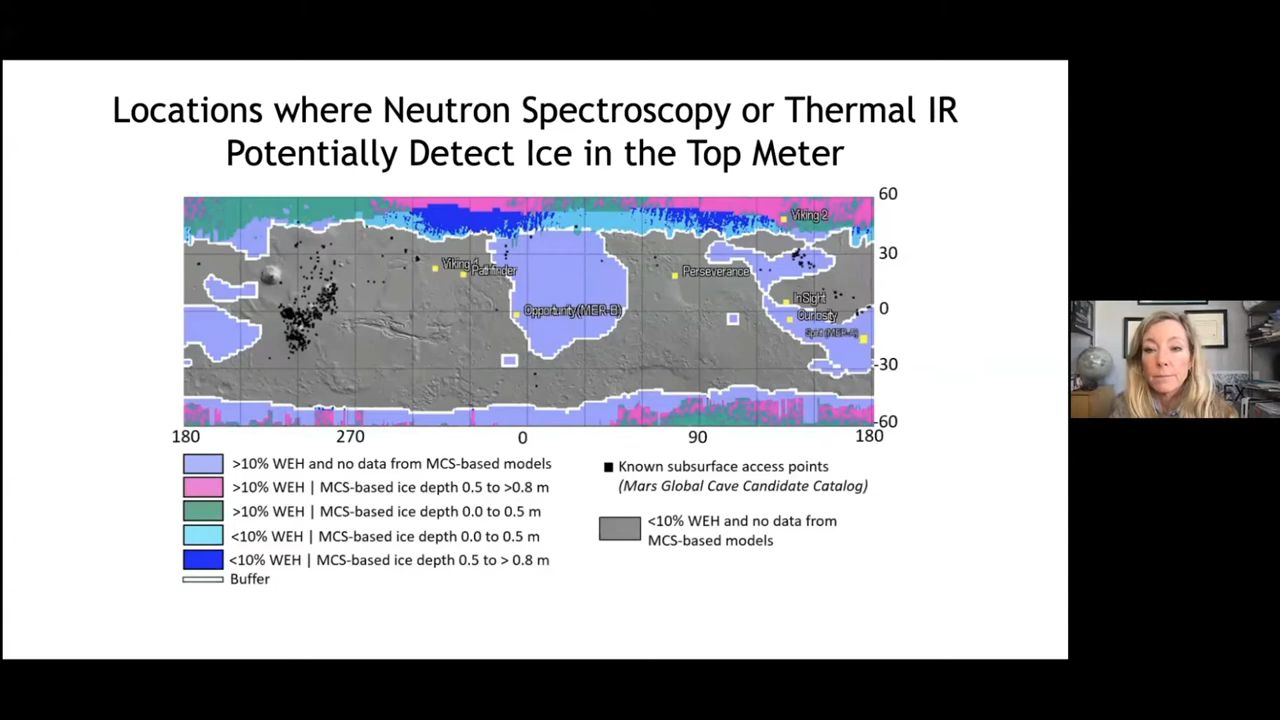 Locations where Neutron Spectroscopy or Thermal IR
Potentially Detect Ice in the Top Meter
60
Viking 2
30
Viking 1
Pathfinder
Perseverance
InSight
0
Opportunity (MER-B)
Curiosity
Spirit (MER-A)
-30
-60
180
270
0
90
180
>10% WEH and no data from MCS-based models
>10% WEH | MCS-based ice depth 0.5 to >0.8 m
>10% WEH | MCS-based ice depth 0.0 to 0.5 m
<10% WEH | MCS-based ice depth 0.0 to 0.5 m
<10% WEH | MCS-based ice depth 0.5 to > 0.8 m
Buffer
Known subsurface access points
(Mars Global Cave Candidate Catalog)
<10% WEH and no data from
MCS-based models